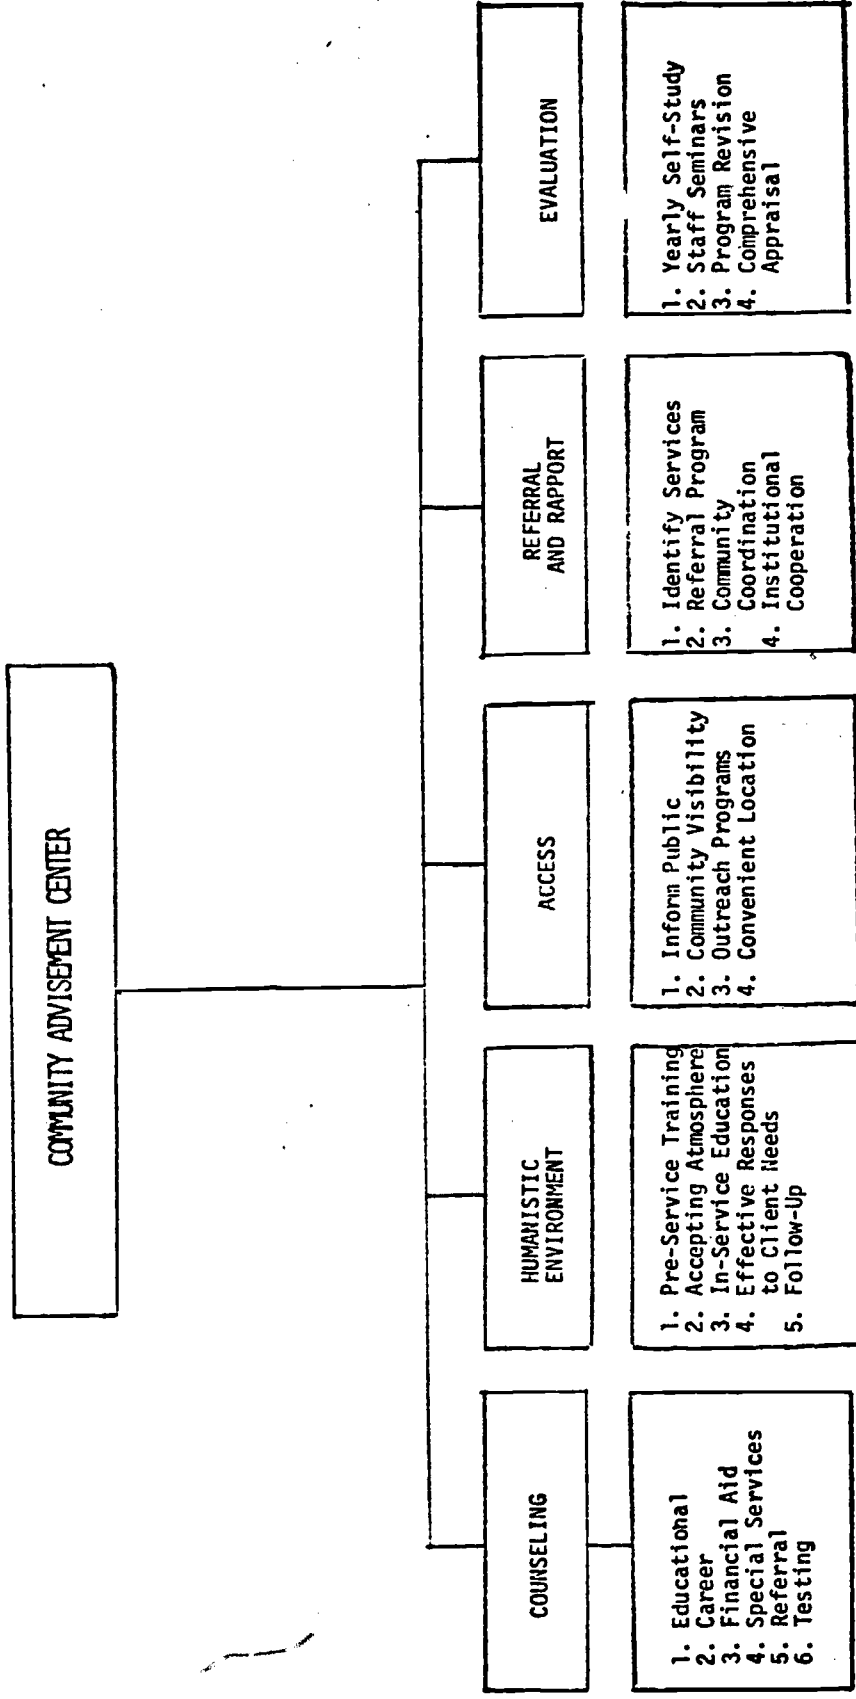 COMMUNITY ADVISEMENT CENTER
COUNSELING
1. Educational
2. Career
3. Financial Aid
4. Special Services
5. Referral
6. Testing
HUMANISTIC
ENVIRONMENT
1. Pre-Service Training
2. Accepting Atmosphere
3. In-Service Education
4. Effective Responses
to Client Needs
5. Follow-Up
ACCESS
1. Inform Public
2. Community Visibility
3. Outreach Programs
4. Convenient Location
REFERRAL
AND RAPPORT
1. Identify Services
2. Referral Program
3. Community
Coordination
4. Institutional
Cooperation
EVALUATION
1. Yearly Self-Study
2. Staff Seminars
3. Program Revision
4. Comprehensive
Appraisal